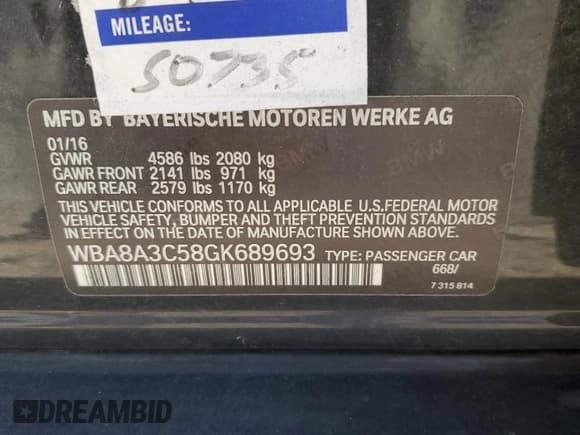 MILEAGE:
50735
MFD BY BAYERISCHE MOTOREN WERKE AG
01/16
GVWR 4586 lbs 2080 kg
GAWR FRONT 2141 lbs 971 kg
GAWR REAR 2579 lbs 1170 kg
THIS VEHICLE CONFORMS TO ALL APPLICABLE U.S.FEDERAL MOTOR
VEHICLE SAFETY, BUMPER AND THEFT PREVENTION STANDARDS
IN EFFECT ON THE DATE OF MANUFACTURE SHOWN ABOVE.
WBA8A3C58GK689693 TYPE: PASSENGER CAR
668/
7 315 814
BMW
DREAMBID